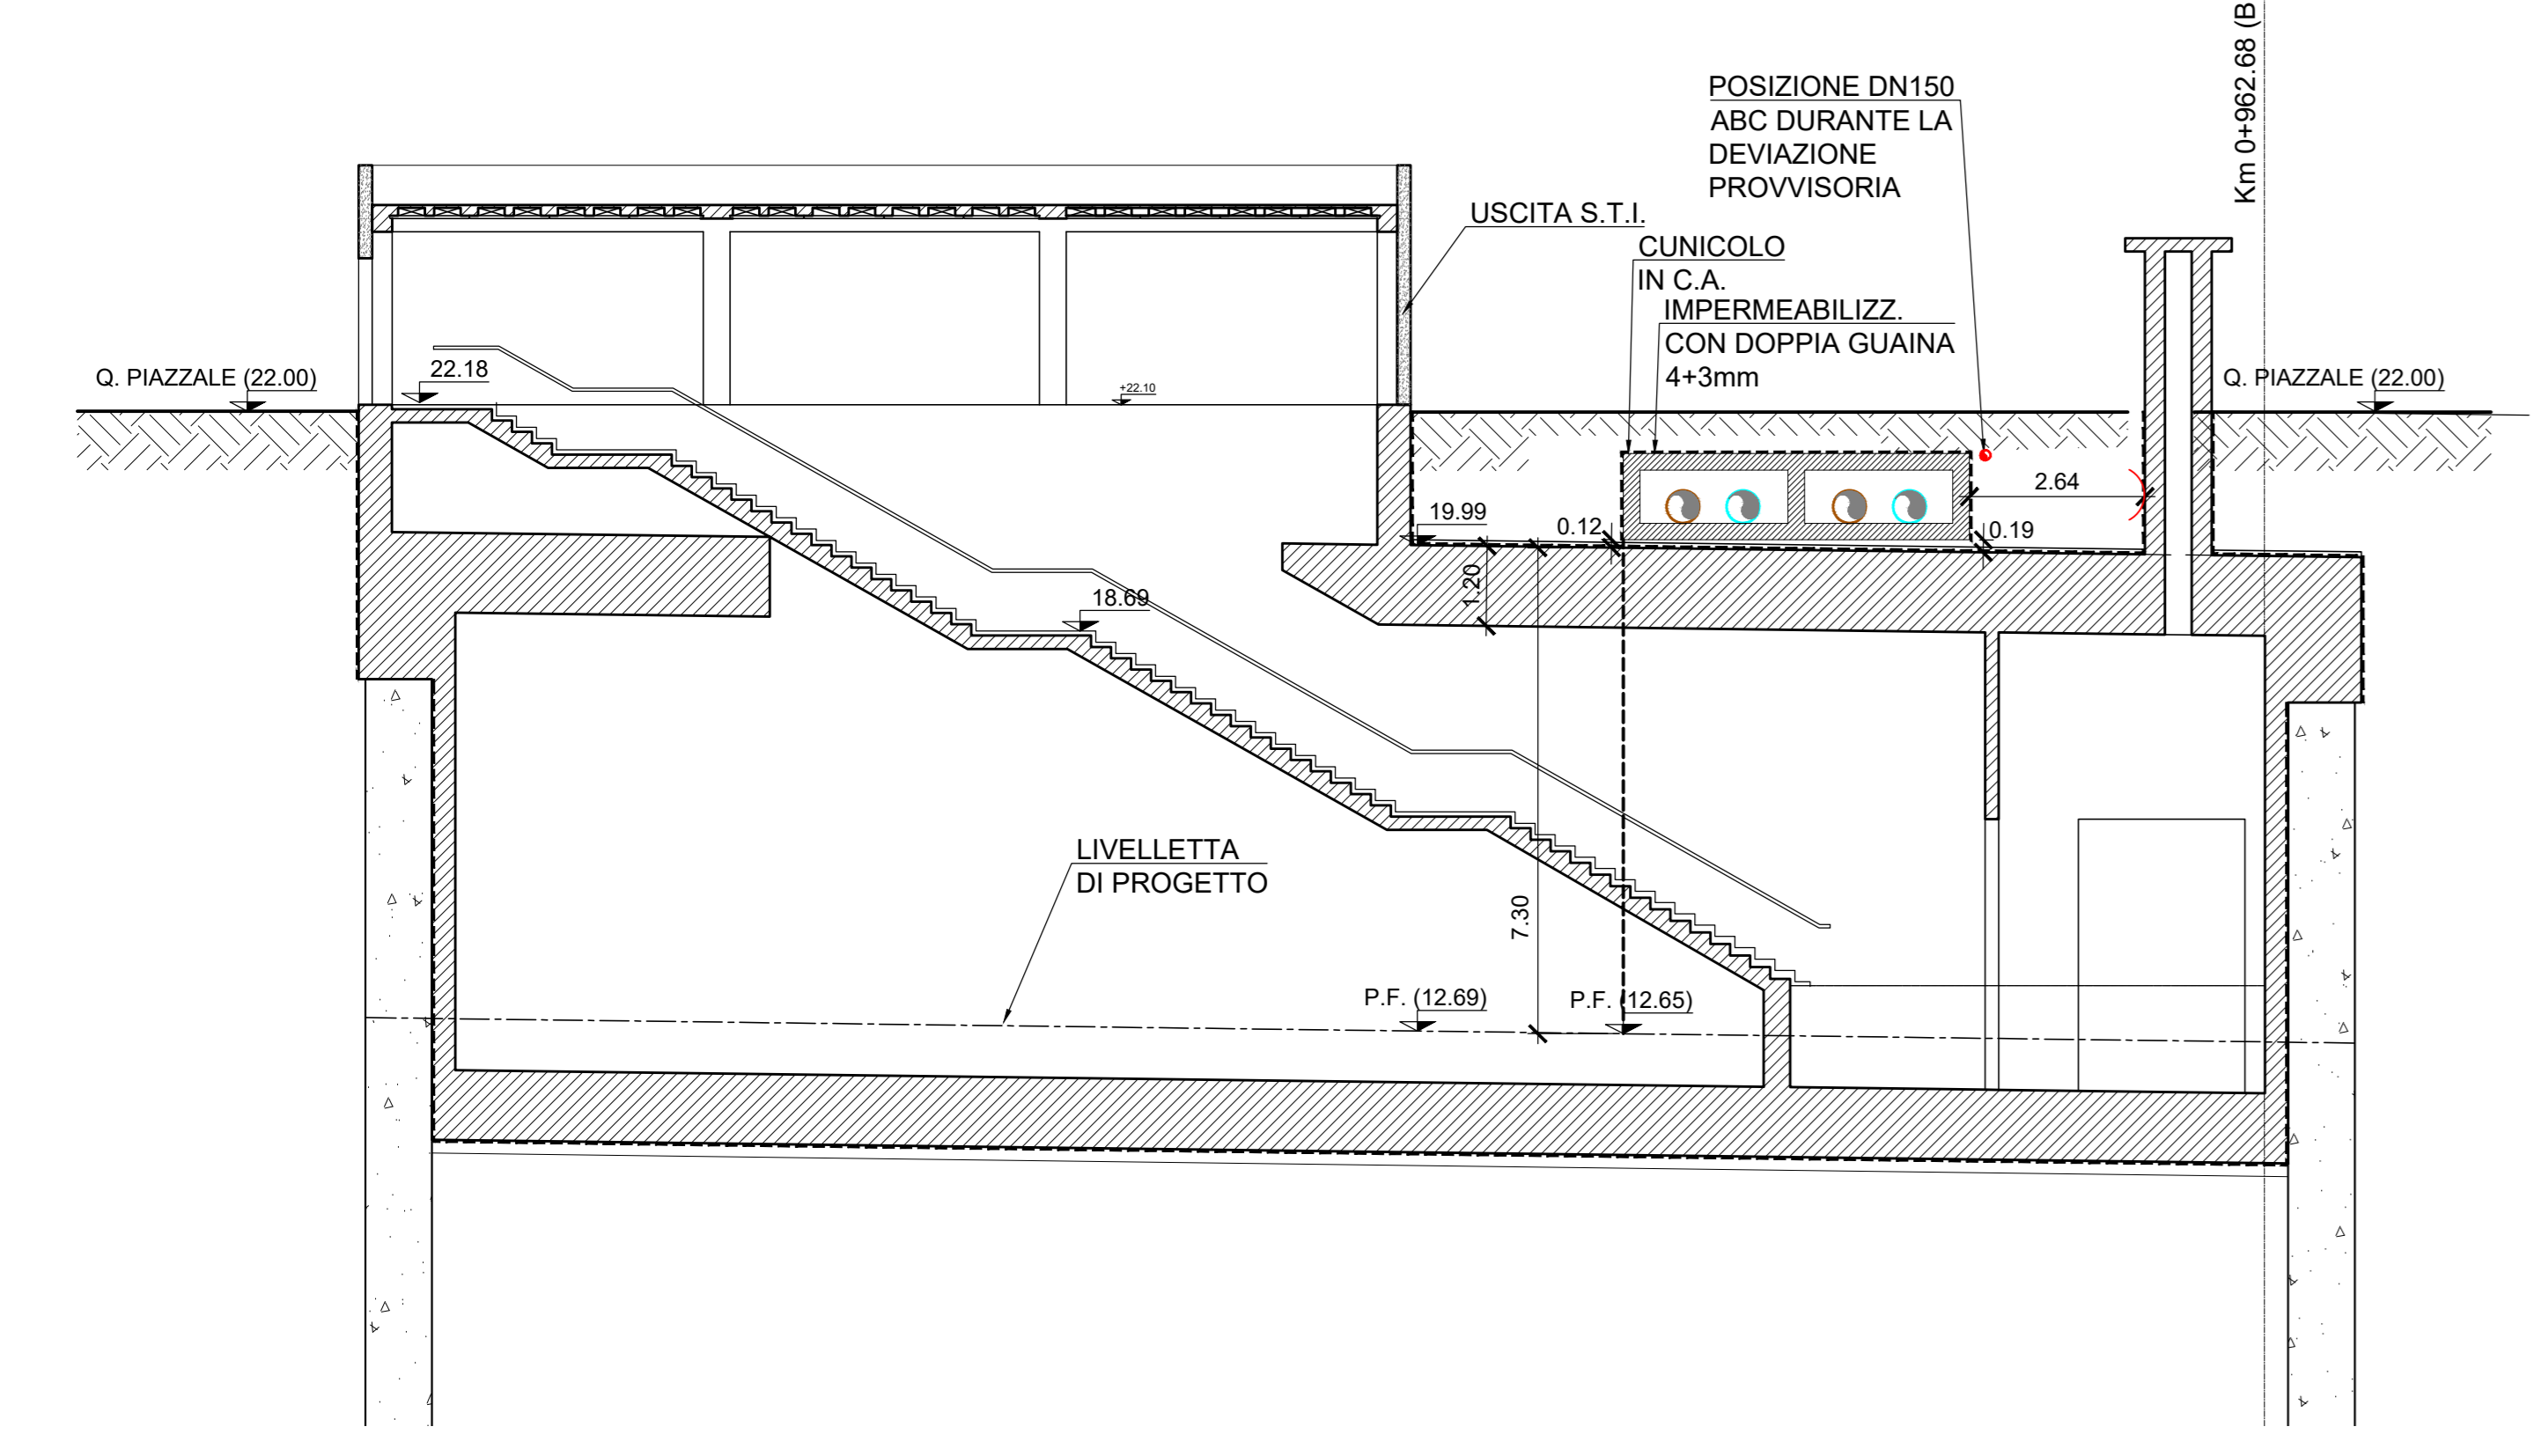 Km 0+962.68 (B
POSIZIONE DN150
ABC DURANTE LA
DEVIAZIONE
PROVVISORIA
USCITA S.T.I.
CUNICOLO
IN C.A.
IMPERMEABILIZZ.
CON DOPPIA GUAINA
4+3mm
Q. PIAZZALE (22.00)
22.18
+22.10
Q. PIAZZALE (22.00)
2.64
19.99
0.12
0.19
1.20
18.69
LIVELLETTA
DI PROGETTO
7.30
P.F. (12.69)
P.F. (12.65)